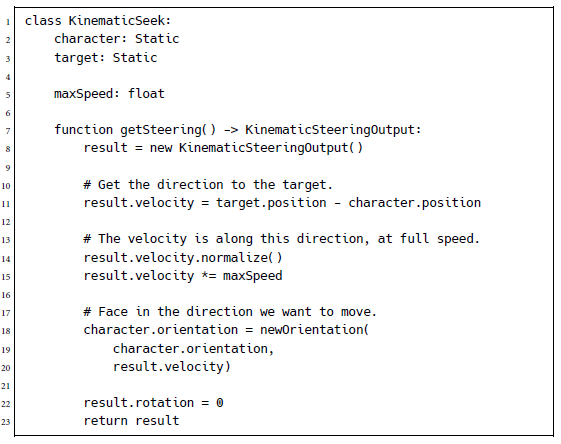 1 class KinematicSeek:
2     character: Static
3     target: Static
4
5     maxSpeed: float
6
7     function getSteering() -> KinematicSteeringOutput:
8         result = new KinematicSteeringOutput()
9
10         # Get the direction to the target.
11         result.velocity = target.position - character.position
12
13         # The velocity is along this direction, at full speed.
14         result.velocity.normalize()
15         result.velocity *= maxSpeed
16
17         # Face in the direction we want to move.
18         character.orientation = newOrientation(
19             character.orientation,
20             result.velocity)
21
22         result.rotation = 0
23         return result